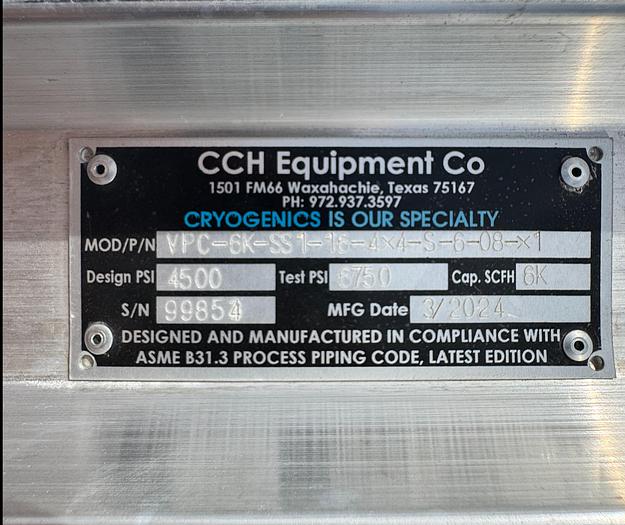 CCH Equipment Co
1501 FM66 Waxahachie, Texas 75167
PH: 972.937.3597
CRYOGENICS IS OUR SPECIALTY
MOD/P/N VPC-6K-SS1-16-4x4-S-6-08-x1
Design PSI 4500 Test PSI 6750 Cap. SCFH 6K
S/N 99854 MFG Date 3/2024
DESIGNED AND MANUFACTURED IN COMPLIANCE WITH
ASME B31.3 PROCESS PIPING CODE, LATEST EDITION